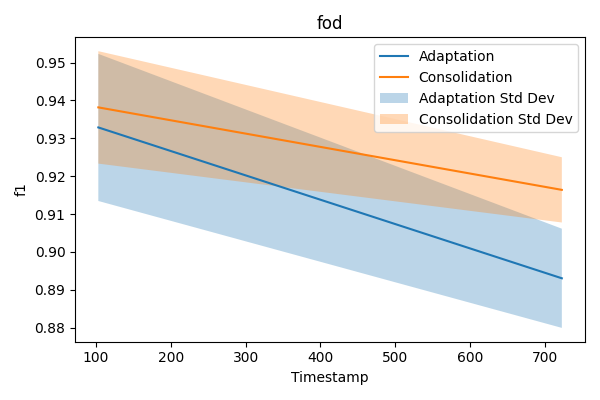 fod
Adaptation
Consolidation
Adaptation Std Dev
Consolidation Std Dev
f1
0.95
0.94
0.93
0.92
0.91
0.90
0.89
0.88
100 200 300 400 500 600 700
Timestamp